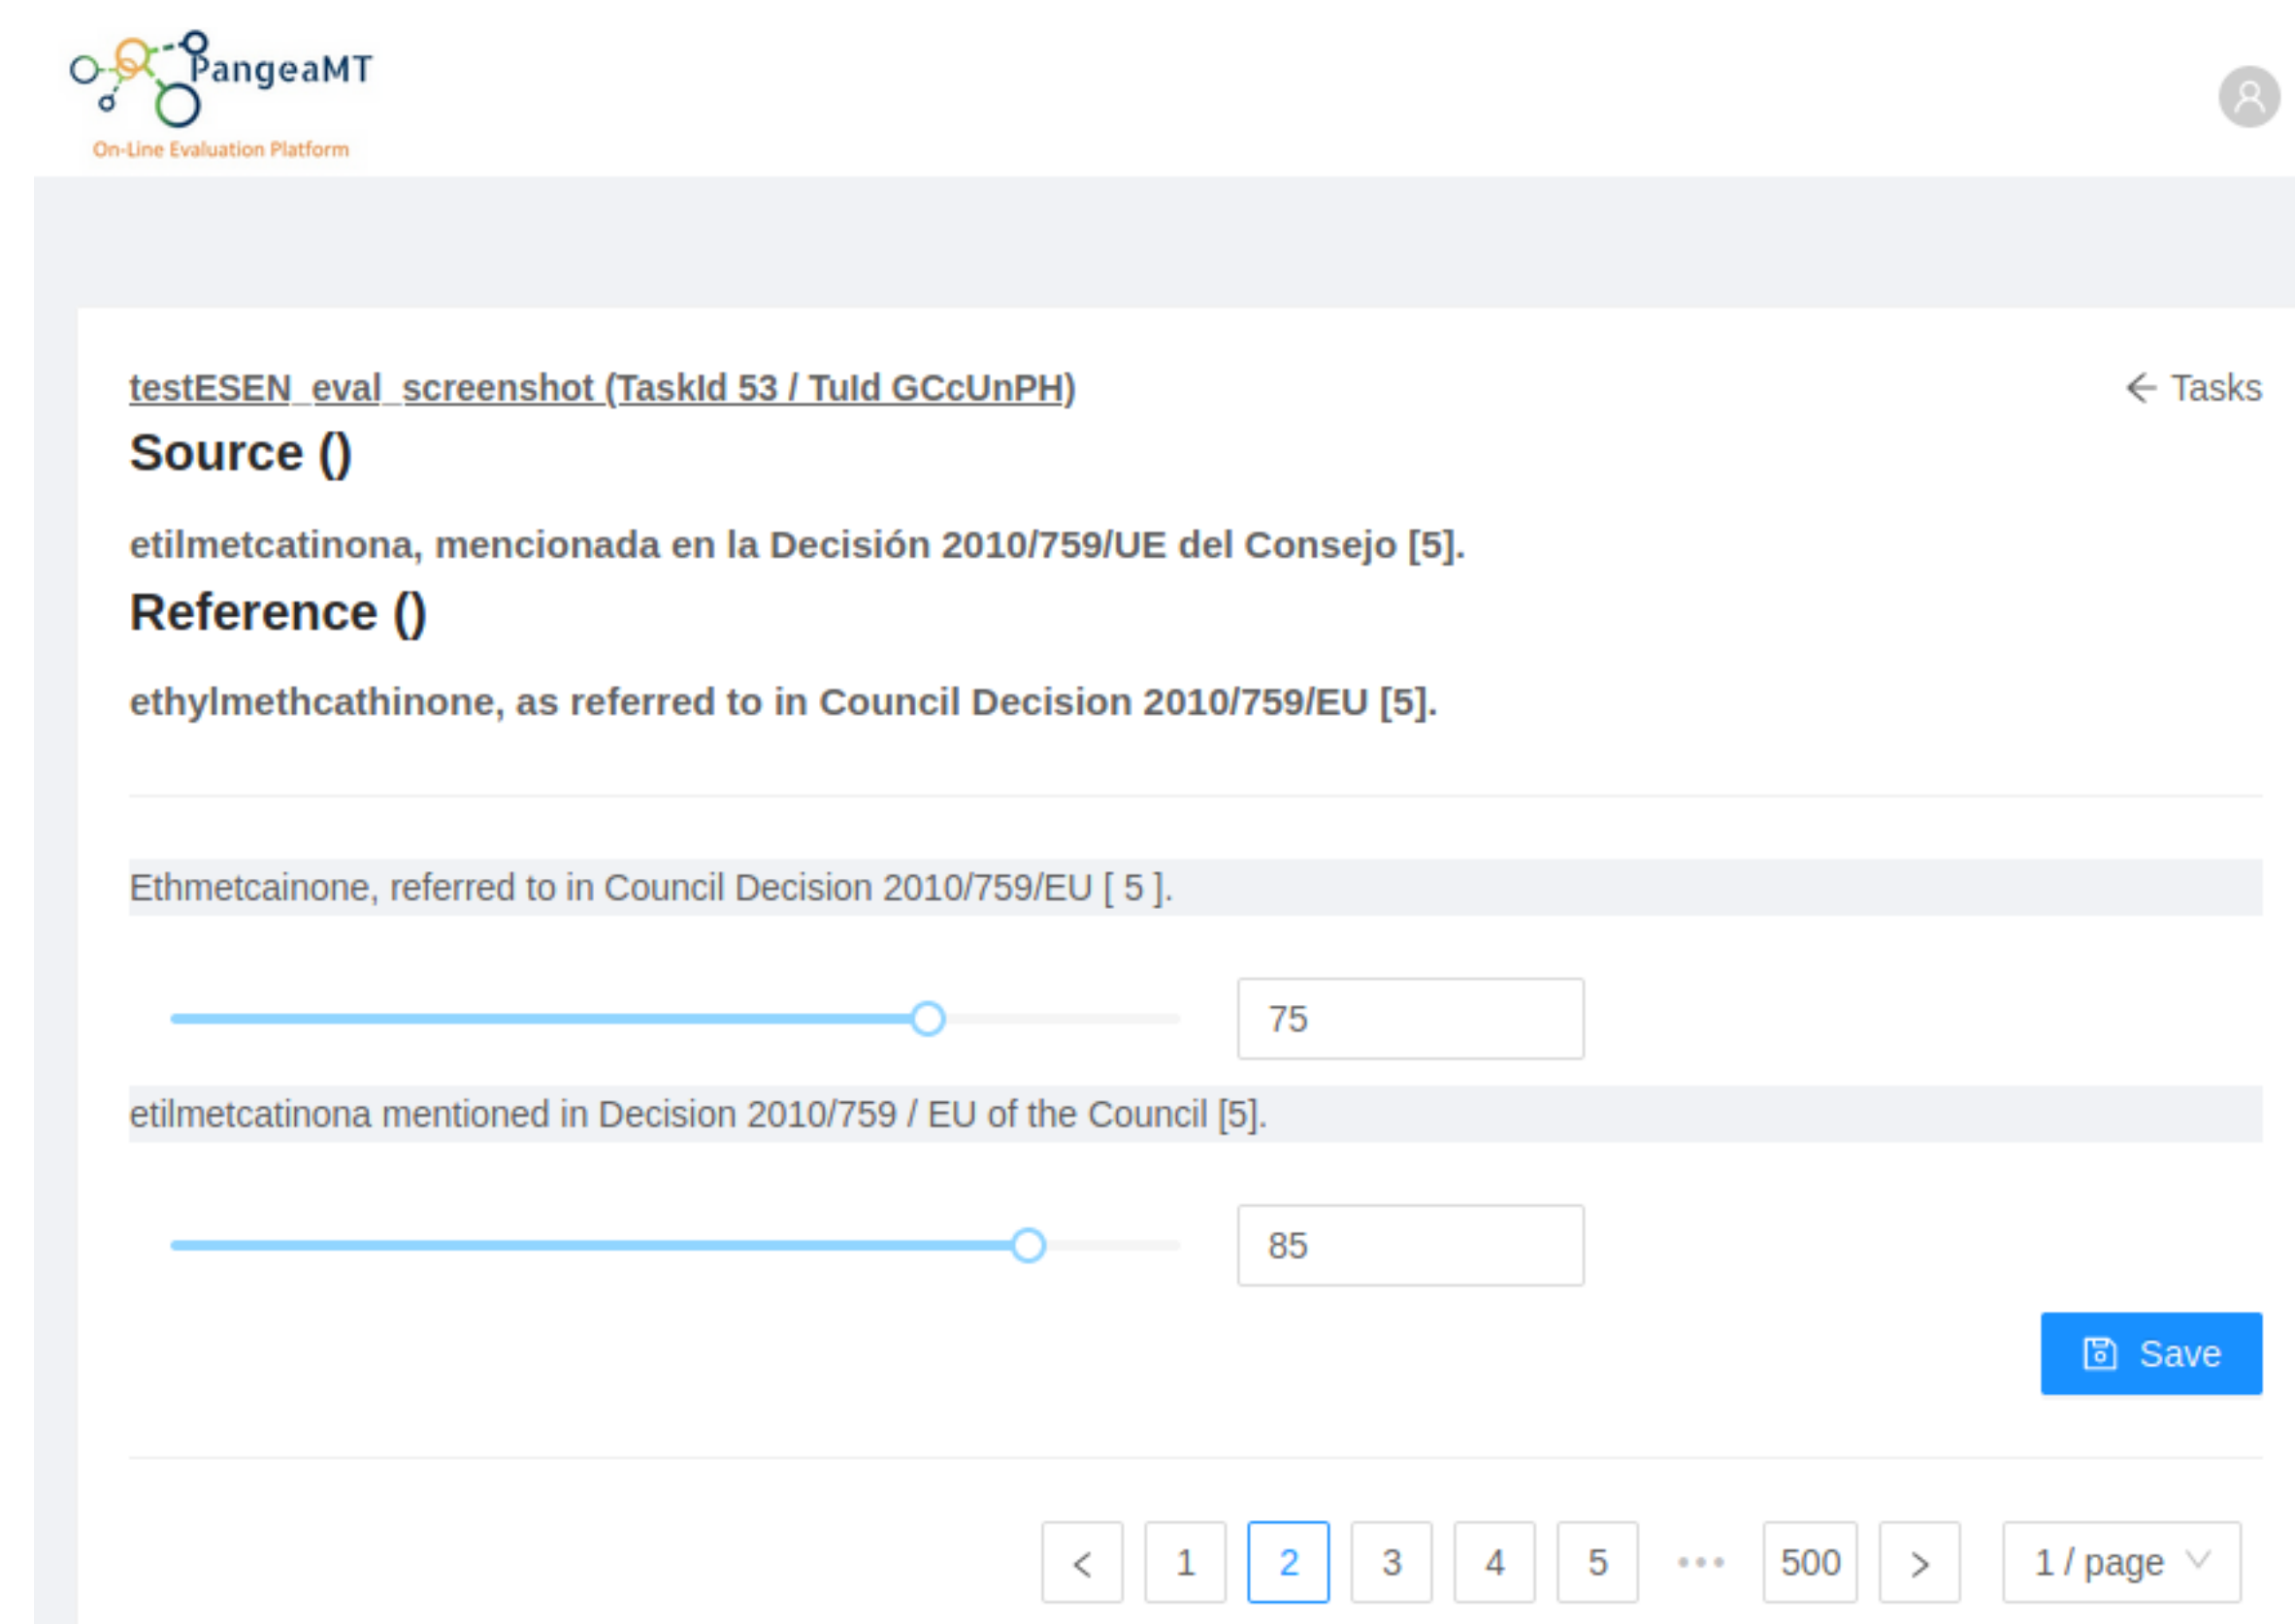 PangeaMT
On-Line Evaluation Platform
testESEN_eval_screenshot (TaskId 53 / TuId GCcUnPH)
Tasks
Source ()
etilmetcatinona, mencionada en la Decisión 2010/759/UE del Consejo [5].
Reference ()
ethylmethcathinone, as referred to in Council Decision 2010/759/EU [5].
Ethmetcainone, referred to in Council Decision 2010/759/EU [ 5 ].
75
etilmetcatinona mentioned in Decision 2010/759 / EU of the Council [5].
85
Save
< 1 2 3 4 5 ••• 500 > 1 / page